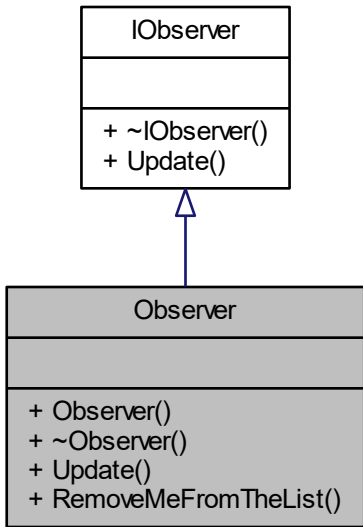 IObserver
+ ~IObserver()
+ Update()
Observer
+ Observer()
+ ~Observer()
+ Update()
+ RemoveMeFromTheList()